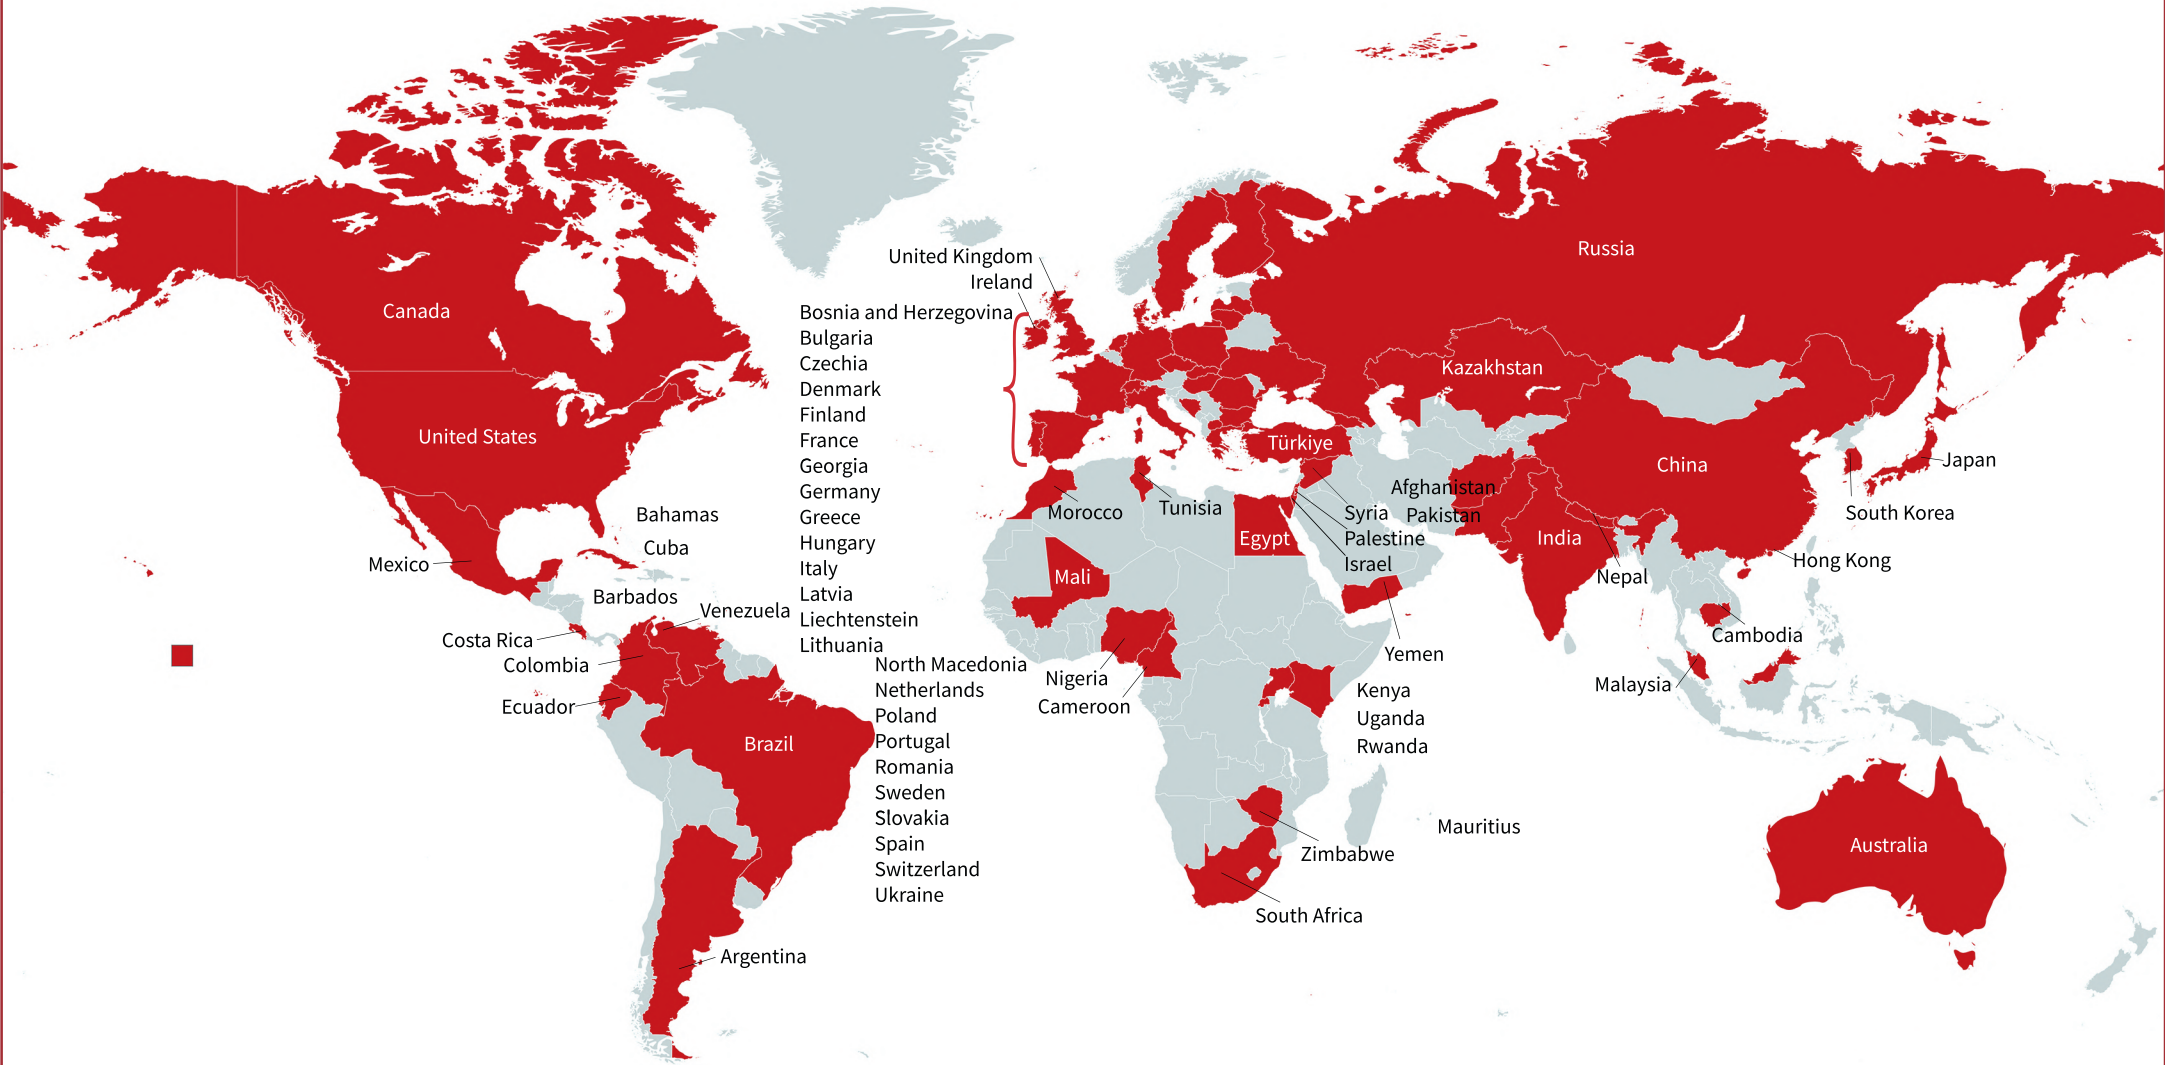 Canada
United States
Mexico
Bahamas
Cuba
Barbados
Venezuela
Costa Rica
Colombia
Ecuador
Brazil
Argentina
United Kingdom
Ireland
Bosnia and Herzegovina
Bulgaria
Czechia
Denmark
Finland
France
Georgia
Germany
Greece
Hungary
Italy
Latvia
Liechtenstein
Lithuania
North Macedonia
Netherlands
Poland
Portugal
Romania
Sweden
Slovakia
Spain
Switzerland
Ukraine
Morocco
Tunisia
Egypt
Mali
Nigeria
Cameroon
Kenya
Uganda
Rwanda
Mauritius
Zimbabwe
South Africa
Russia
Kazakhstan
Türkiye
Afghanistan
Pakistan
Syria
Palestine
Israel
Yemen
China
India
Nepal
Japan
South Korea
Hong Kong
Cambodia
Malaysia
Australia